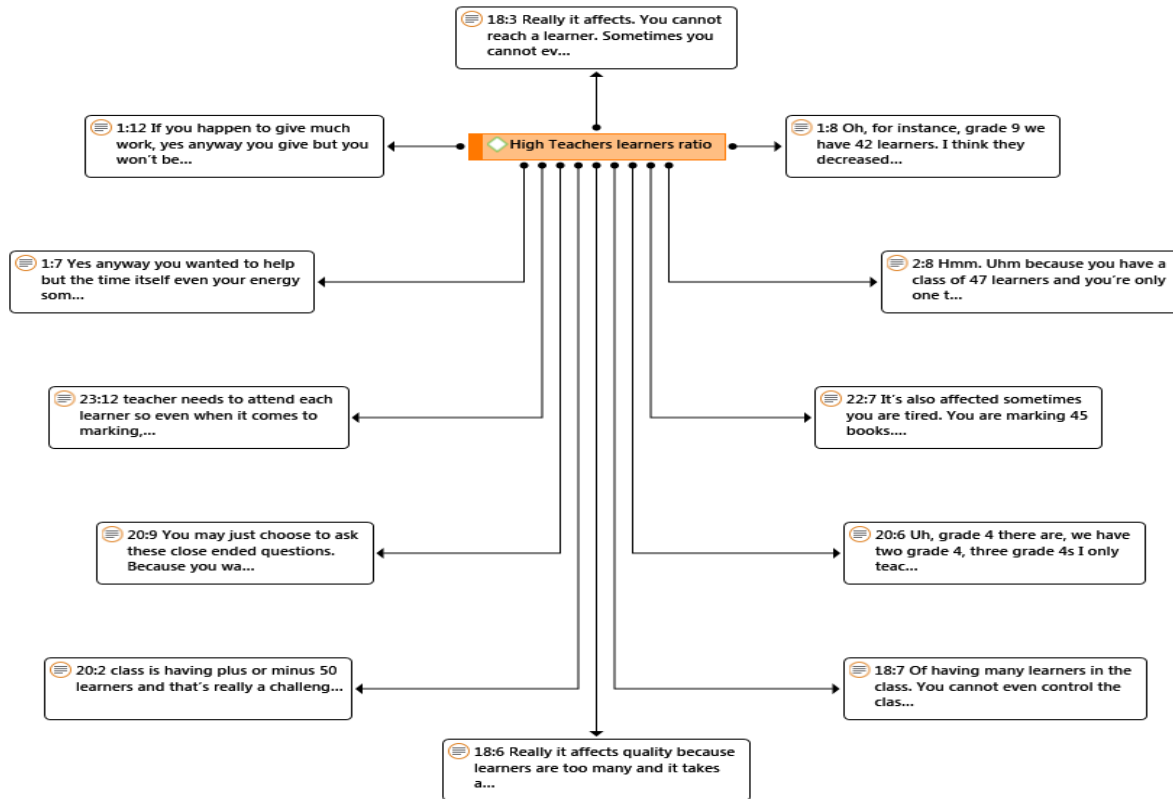 18:3 Really it affects. You cannot
reach a learner. Sometimes you
cannot ev...
1:12 If you happen to give much
work, yes anyway you give but you
won´t be...
High Teachers learners ratio
1:8 Oh, for instance, grade 9 we
have 42 learners. I think they
decreased...
1:7 Yes anyway you wanted to help
but the time itself even your energy
som...
2:8 Hmm. Uhm because you have a
class of 47 learners and you´re only
one t...
23:12 teacher needs to attend each
learner so even when it comes to
marking,...
22:7 It´s also affected sometimes
you are tired. You are marking 45
books....
20:9 You may just choose to ask
these close ended questions.
Because you wa...
20:6 Uh, grade 4 there are, we have
two grade 4, three grade 4s I only
teac...
20:2 class is having plus or minus 50
learners and that´s really a challeng...
18:7 Of having many learners in the
class. You cannot even control the
clas...
18:6 Really it affects quality because
learners are too many and it takes
a...